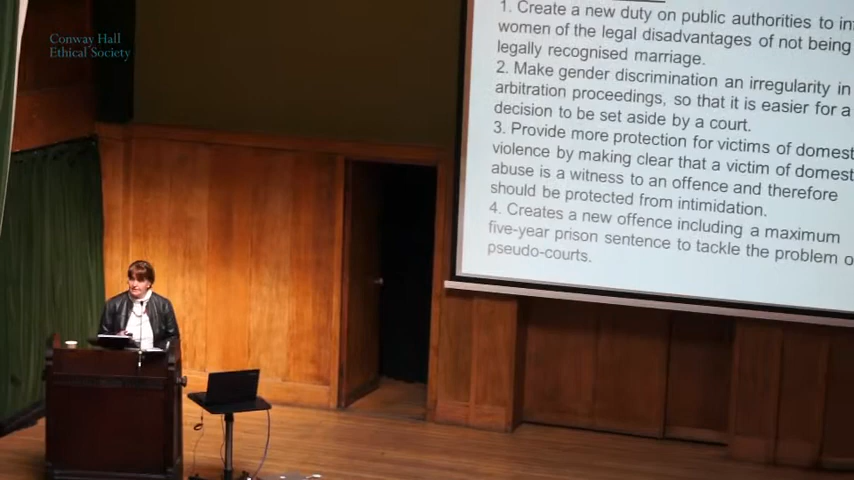 Conway Hall
Ethical Society
1. Create a new duty on public authorities to
women of the legal disadvantages of not being
legally recognised marriage.
2. Make gender discrimination an irregularity in
arbitration proceedings, so that it is easier for a
decision to be set aside by a court.
3. Provide more protection for victims of
violence by making clear that a victim of
abuse is a witness to an offence and therefore
should be protected from intimidation.
4. Creates a new offence including a maximum
five-year prison sentence, to tackle the problem
pseudo-courts.